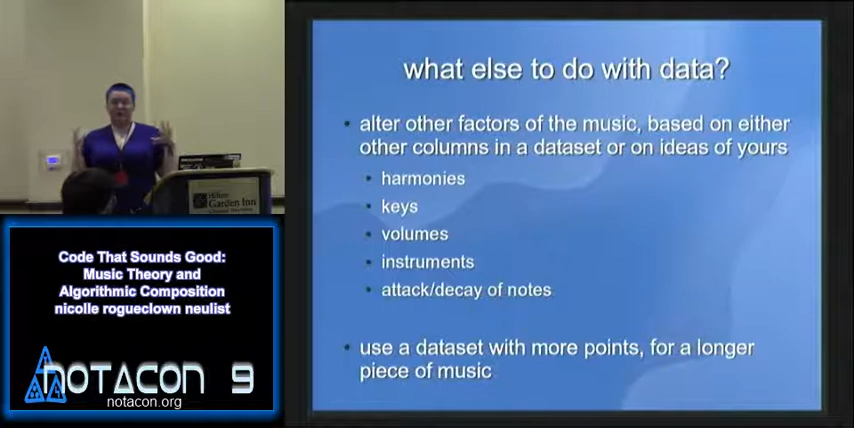 Hilton
Garden Inn
Code That Sounds Good:
Music Theory and
Algorithmic Composition
nicolle rogueclown neulist
NOTACON 9
notacon.org
what else to do with data?
• alter other factors of the music, based on either
other columns in a dataset or on ideas of yours
• harmonies
• keys
• volumes
• instruments
• attack/decay of notes
• use a dataset with more points, for a longer
piece of music